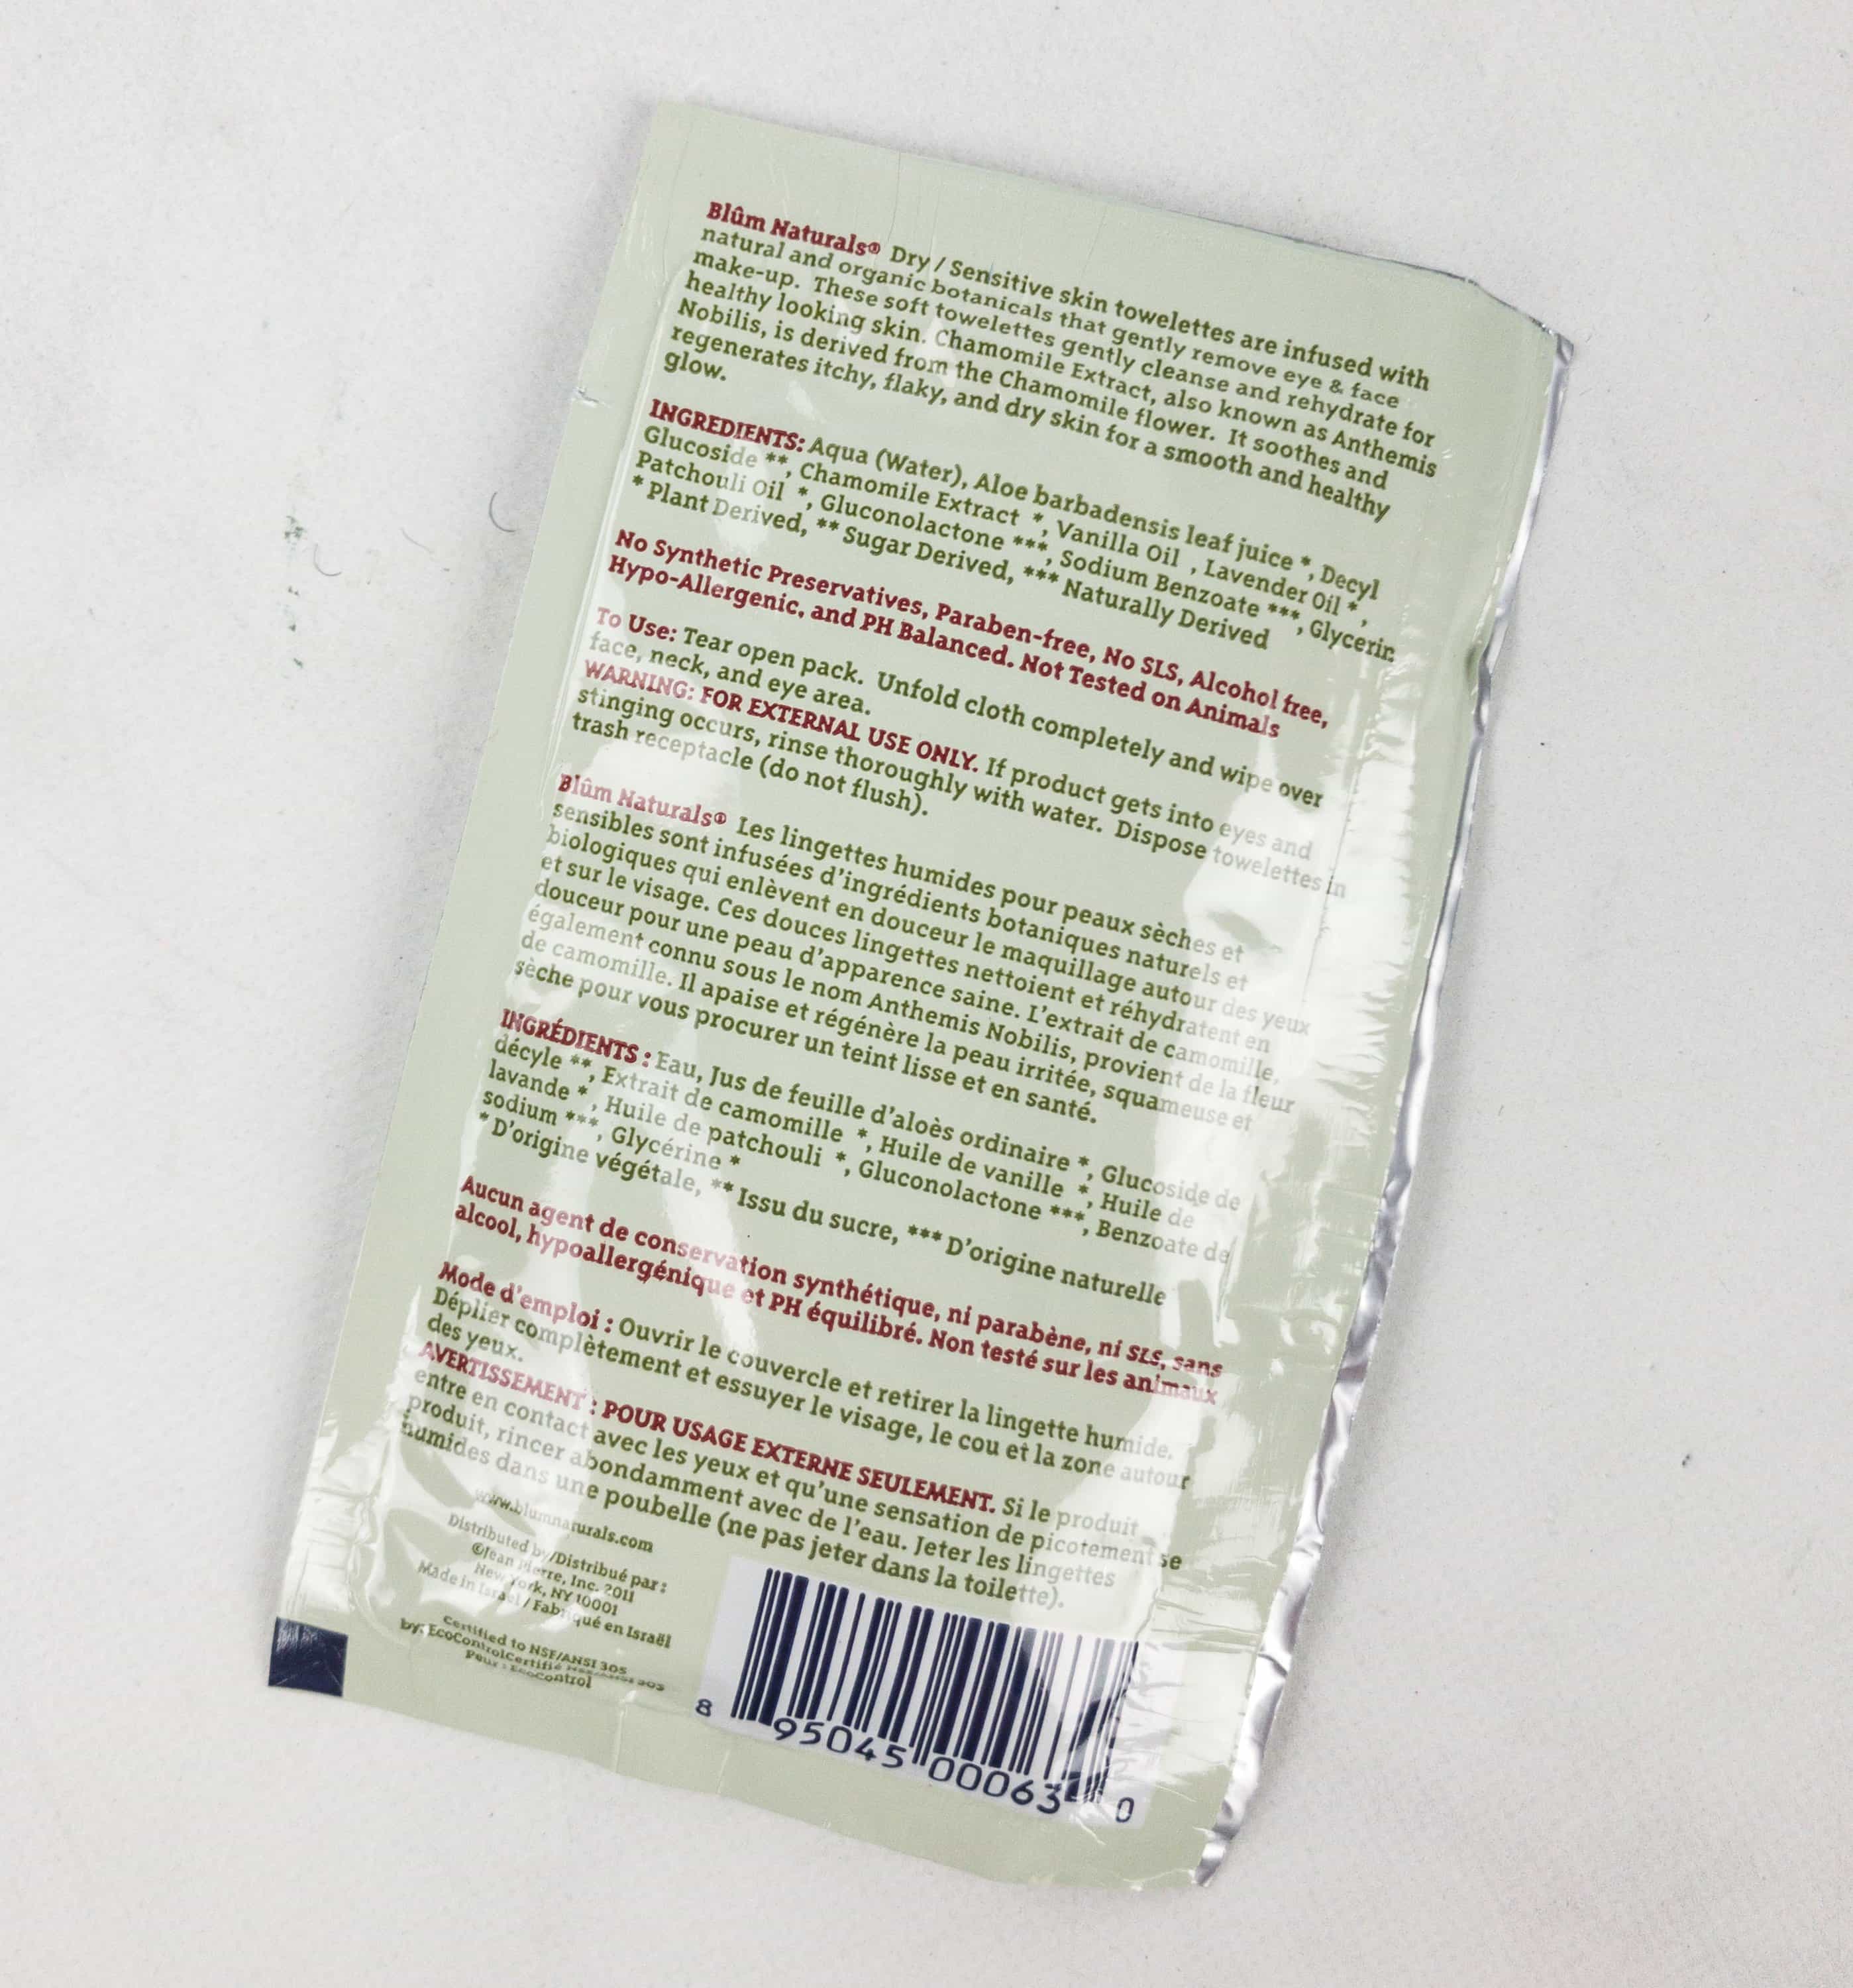 Blûm Naturals® Dry / Sensitive skin towelettes are infused with
natural and organic botanicals that gently remove eye & face
make-up. These soft towelettes gently cleanse and rehydrate for
healthy looking skin. Chamomile Extract, also known as Anthemis
Nobilis, is derived from the Chamomile flower. It soothes and
regenerates itchy, flaky, and dry skin for a smooth and healthy
glow.
INGREDIENTS: Aqua (Water), Aloe barbadensis leaf juice *, Decyl
Glucoside **, Chamomile Extract *, Vanilla Oil , Lavender Oil *,
Patchouli Oil *, Gluconolactone ***, Sodium Benzoate ***, Glycerin
* Plant Derived, ** Sugar Derived, *** Naturally Derived
No Synthetic Preservatives, Paraben-free, No SLS, Alcohol free,
Hypo-Allergenic, and PH Balanced. Not Tested on Animals
To Use: Tear open pack. Unfold cloth completely and wipe over
face, neck, and eye area.
WARNING: FOR EXTERNAL USE ONLY. If product gets into eyes and
stinging occurs, rinse thoroughly with water. Dispose towelettes in
trash receptacle (do not flush).
Blûm Naturals® Les lingettes humides pour peaux sèches et
sensibles sont infusées d'ingrédients botaniques naturels et
biologiques qui enlèvent en douceur le maquillage autour des yeux
et sur le visage. Ces douces lingettes nettoient et réhydratent en
douceur pour une peau d'apparence saine. L'extrait de camomille,
également connu sous le nom Anthemis Nobilis, provient de la fleur
de camomille. Il apaise et régénère la peau irritée, squameuse et
sèche pour vous procurer un teint lisse et en santé.
INGRÉDIENTS : Eau, Jus de feuille d'aloès ordinaire *, Glucoside de
décyle **, Extrait de camomille *, Huile de vanille *, Huile de
lavande *, Huile de patchouli *, Gluconolactone ***, Benzoate de
sodium ***, Glycérine *
* D'origine végétale, ** Issu du sucre, *** D'origine naturelle
Aucun agent de conservation synthétique, ni parabène, ni SLS, sans
alcool, hypoallergénique et PH équilibré. Non testé sur les animaux
Mode d'emploi : Ouvrir le couvercle et retirer la lingette humide.
Déplier complètement et essuyer le visage, le cou et la zone autour
des yeux.
AVERTISSEMENT : POUR USAGE EXTERNE SEULEMENT. Si le produit
entre en contact avec les yeux et qu'une sensation de picotement se
produit, rincer abondamment avec de l'eau. Jeter les lingettes
humides dans une poubelle (ne pas jeter dans la toilette).
www.blumnaturals.com
Distributed by/Distribué par :
©Jean Pierre, Inc. 2011
New York, NY 10001
Made in Israel / Fabriqué en Israël
Certified to NSF/ANSI 305
by: EcoControlCertifié NSF/ANSI 305
Pour : EcoControl
8 95045 00063 0